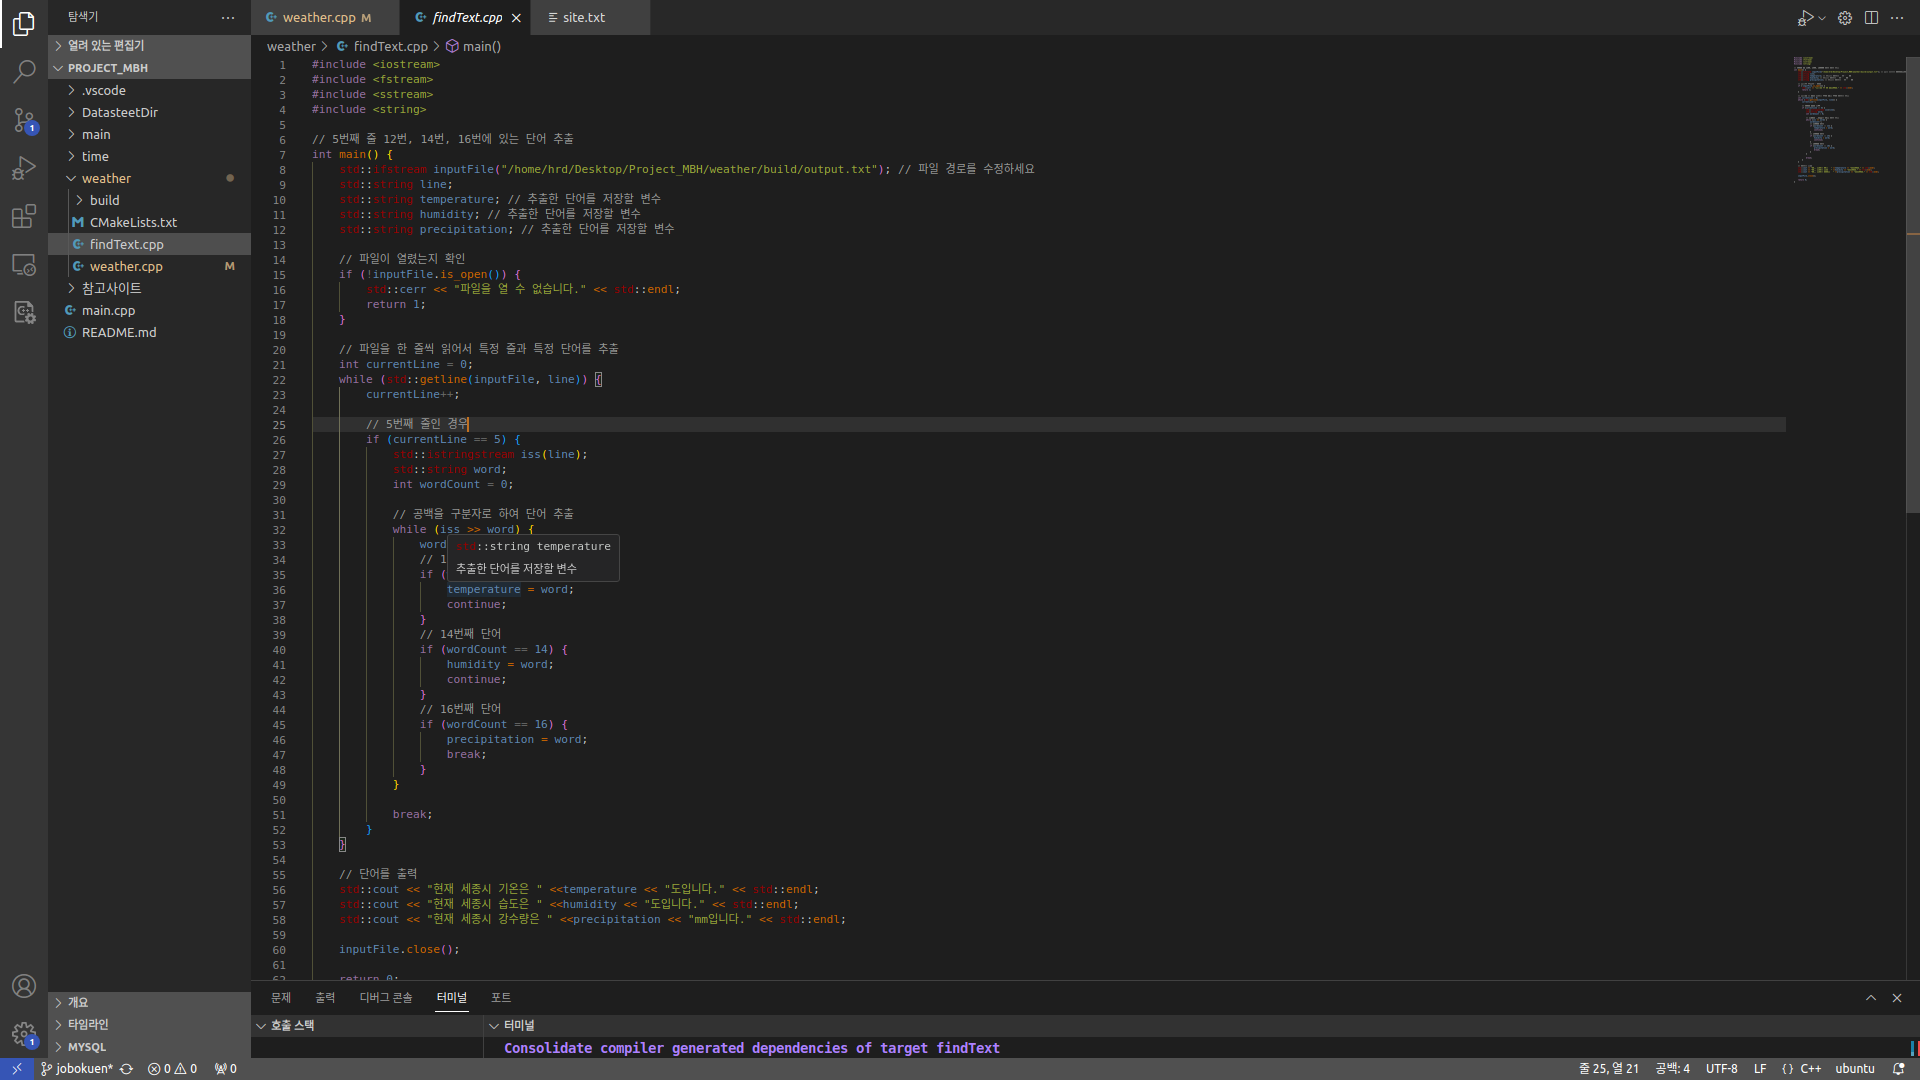 탐색기
weather.cpp M
findText.cpp
site.txt
열려 있는 편집기
PROJECT_MBH
.vscode
DatasteetDir
main
time
weather
build
CMakeLists.txt
findText.cpp
weather.cpp M
참고사이트
main.cpp
README.md
weather > findText.cpp > main()
1 #include <iostream>
2 #include <fstream>
3 #include <sstream>
4 #include <string>
5
6 // 5번째 줄 12번, 14번, 16번에 있는 단어 추출
7 int main() {
8 std::ifstream inputFile("/home/hrd/Desktop/Project_MBH/weather/build/output.txt"); // 파일 경로를 수정하세요
9 std::string line;
10 std::string temperature; // 추출한 단어를 저장할 변수
11 std::string humidity; // 추출한 단어를 저장할 변수
12 std::string precipitation; // 추출한 단어를 저장할 변수
13
14 // 파일이 열렸는지 확인
15 if (!inputFile.is_open()) {
16 std::cerr << "파일을 열 수 없습니다." << std::endl;
17 return 1;
18 }
19
20 // 파일을 한 줄씩 읽어서 특정 줄과 특정 단어를 추출
21 int currentLine = 0;
22 while (std::getline(inputFile, line)) {
23 currentLine++;
24
25 // 5번째 줄인 경우
26 if (currentLine == 5) {
27 std::istringstream iss(line);
28 std::string word;
29 int wordCount = 0;
30
31 // 공백을 구분자로 하여 단어 추출
32 while (iss >> word) {
33 word
std::string temperature
34 // 1
추출한 단어를 저장할 변수
35 if (
36 temperature = word;
37 continue;
38 }
39 // 14번째 단어
40 if (wordCount == 14) {
41 humidity = word;
42 continue;
43 }
44 // 16번째 단어
45 if (wordCount == 16) {
46 precipitation = word;
47 break;
48 }
49 }
50
51 break;
52 }
53 }
54
55 // 단어를 출력
56 std::cout << "현재 세종시 기온은 " <<temperature << "도입니다." << std::endl;
57 std::cout << "현재 세종시 습도은 " <<humidity << "도입니다." << std::endl;
58 std::cout << "현재 세종시 강수량은 " <<precipitation << "mm입니다." << std::endl;
59
60 inputFile.close();
61
62 return 0;
문제 출력 디버그 콘솔 터미널 포트
호출 스택
터미널
Consolidate compiler generated dependencies of target findText
개요
타임라인
MYSQL
1
1
jobokuen* 0 0 0
줄 25, 열 21 공백: 4 UTF-8 LF {} C++ ubuntu